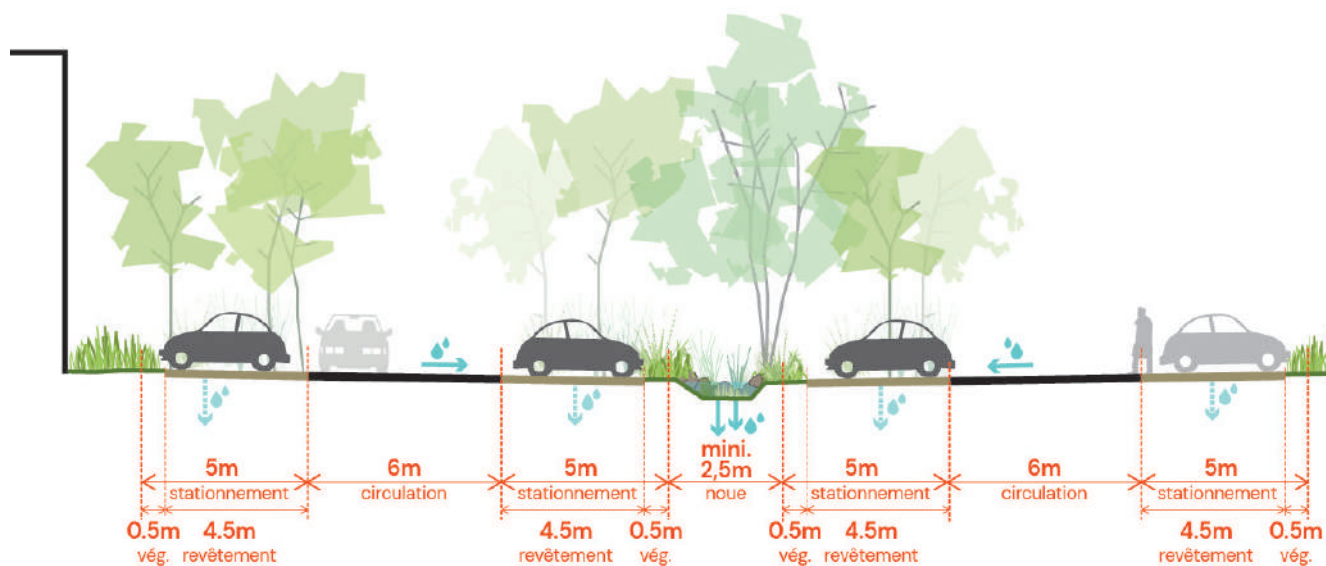 5m
stationnement
6m
circulation
5m
stationnement
mini.
2,5m
noue
5m
stationnement
6m
circulation
5m
stationnement
0.5m
vég.
4.5m
revêtement
4.5m
revêtement
0.5m
vég.
0.5m
vég.
4.5m
revêtement
4.5m
revêtement
0.5m
vég.